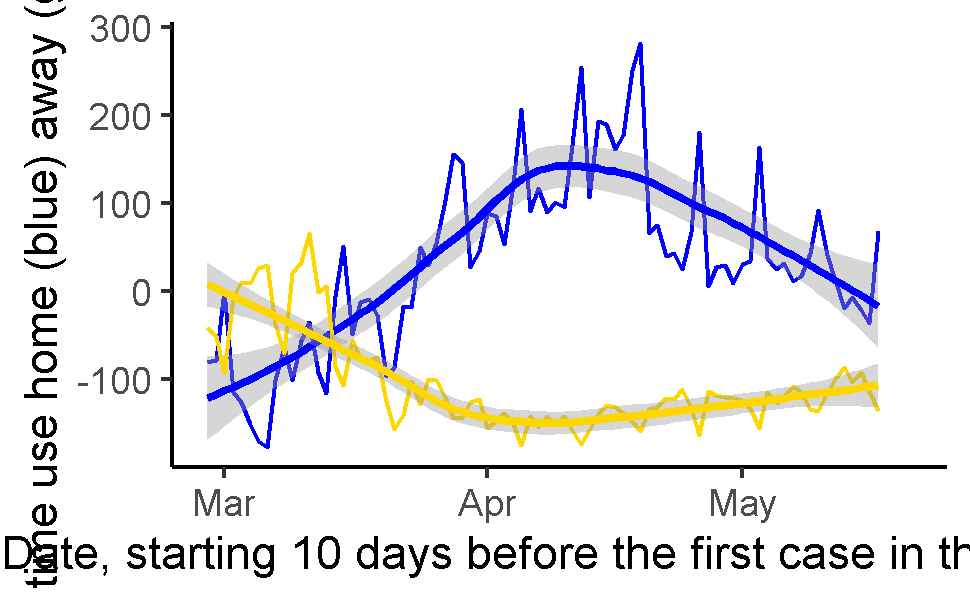 300
200
100
0
-100
time use home (blue) away (
Mar Apr May
Date, starting 10 days before the first case in th